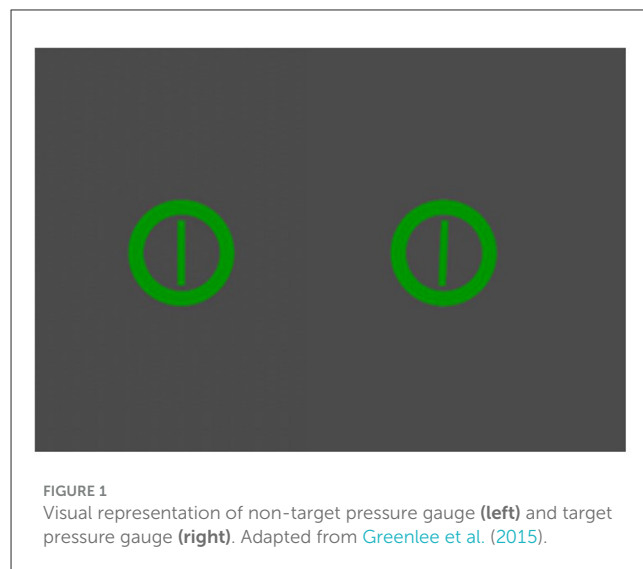 FIGURE 1
Visual representation of non-target pressure gauge (left) and target
pressure gauge (right). Adapted from Greenlee et al. (2015).